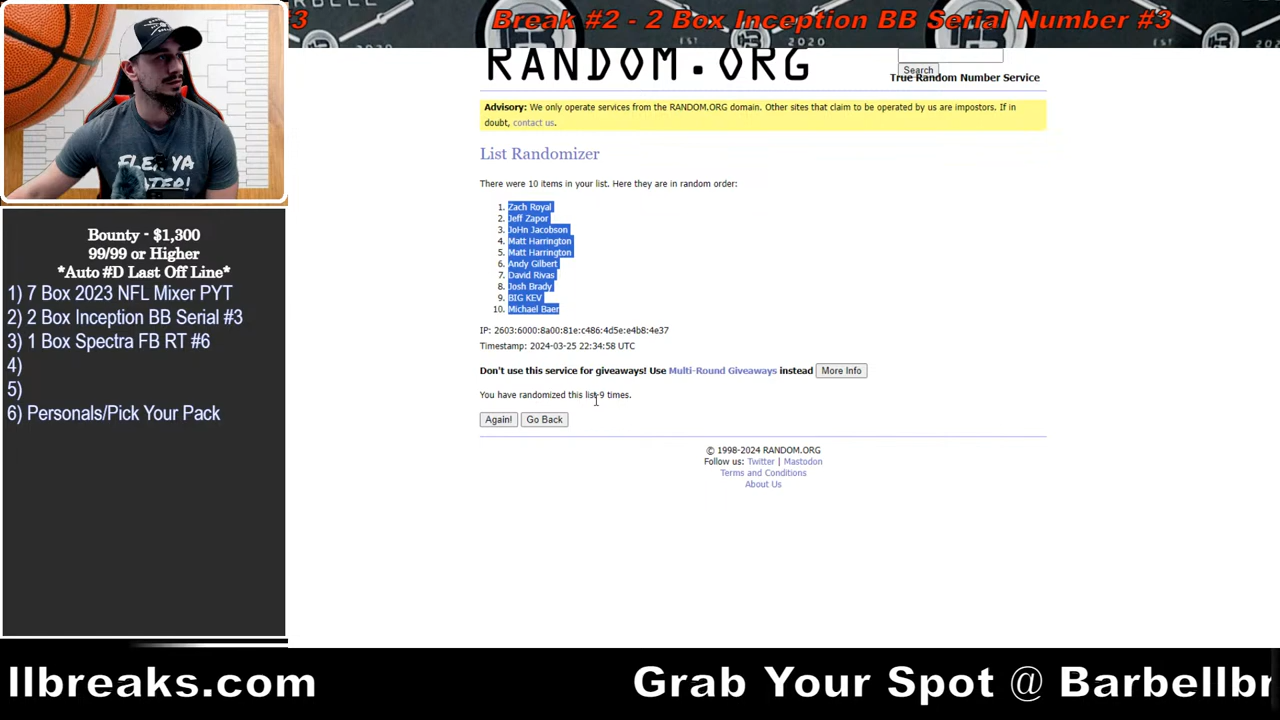 #3
Break #2 - 2 Box Inception BB Serial Number #3
BARBELL
EST
2020
EST
2020
RANDOM.ORG
Search
True Random Number Service
Advisory: We only operate services from the RANDOM.ORG domain. Other sites that claim to be operated by us are impostors. If in
doubt, contact us.
List Randomizer
There were 10 items in your list. Here they are in random order:
1. Zach Royal
2. Jeff Zapor
3. JoHn Jacobson
4. Matt Harrington
5. Matt Harrington
6. Andy Gilbert
7. David Rivas
8. Josh Brady
9. BIG KEV
10. Michael Baer
IP: 2603:6000:8a00:81e:c486:4d5e:e4b8:4e37
Timestamp: 2024-03-25 22:34:58 UTC
Don't use this service for giveaways! Use Multi-Round Giveaways instead More Info
You have randomized this list 9 times.
Again! Go Back
© 1998-2024 RANDOM.ORG
Follow us: Twitter | Mastodon
Terms and Conditions
About Us
Bounty - $1,300
99/99 or Higher
*Auto #D Last Off Line*
1) 7 Box 2023 NFL Mixer PYT
2) 2 Box Inception BB Serial #3
3) 1 Box Spectra FB RT #6
4)
5)
6) Personals/Pick Your Pack
llbreaks.com
Grab Your Spot @ Barbellbr